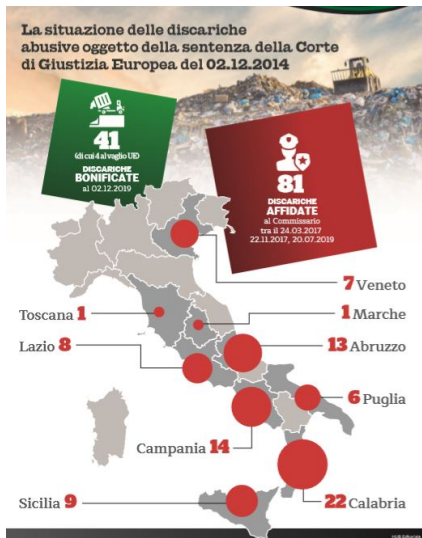 La situazione delle discariche
abusive oggetto della sentenza della Corte
di Giustizia Europea del 02.12.2014
41
(di cui 4 al vaglio UE)
DISCARICHE
BONIFICATE
al 02.12.2019
81
DISCARICHE
AFFIDATE
al Commissario
tra il 24.03.2017
22.11.2017, 20.07.2019
7 Veneto
Toscana 1
1 Marche
Lazio 8
13 Abruzzo
6 Puglia
Campania 14
Sicilia 9
22 Calabria